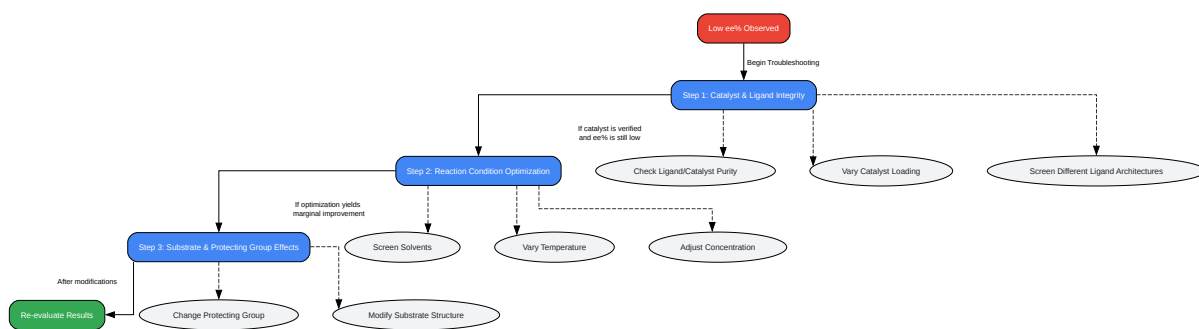 Low ee% Observed
Begin Troubleshooting
Step 1: Catalyst & Ligand Integrity
If catalyst is verified
and ee% is still low
Step 2: Reaction Condition Optimization
Check Ligand/Catalyst Purity
Vary Catalyst Loading
Screen Different Ligand Architectures
If optimization yields
marginal improvement
Step 3: Substrate & Protecting Group Effects
Screen Solvents
Vary Temperature
Adjust Concentration
After modifications
Re-evaluate Results
Change Protecting Group
Modify Substrate Structure